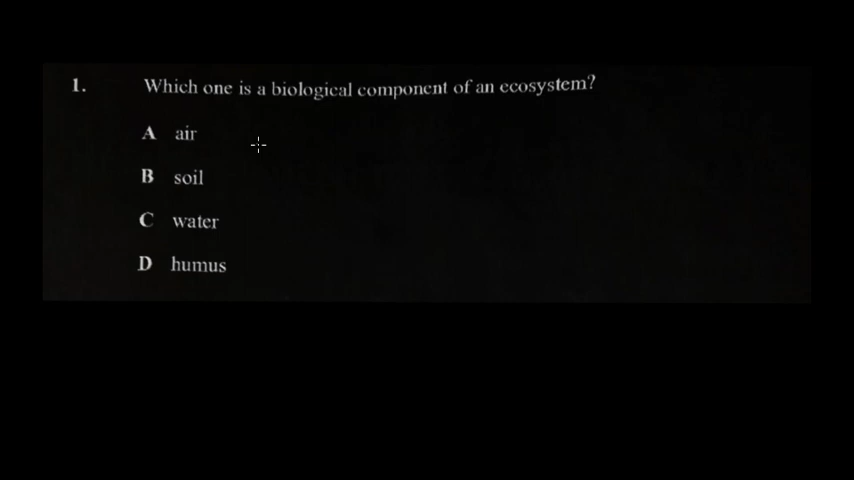 1. Which one is a biological component of an ecosystem?
A air
B soil
C water
D humus